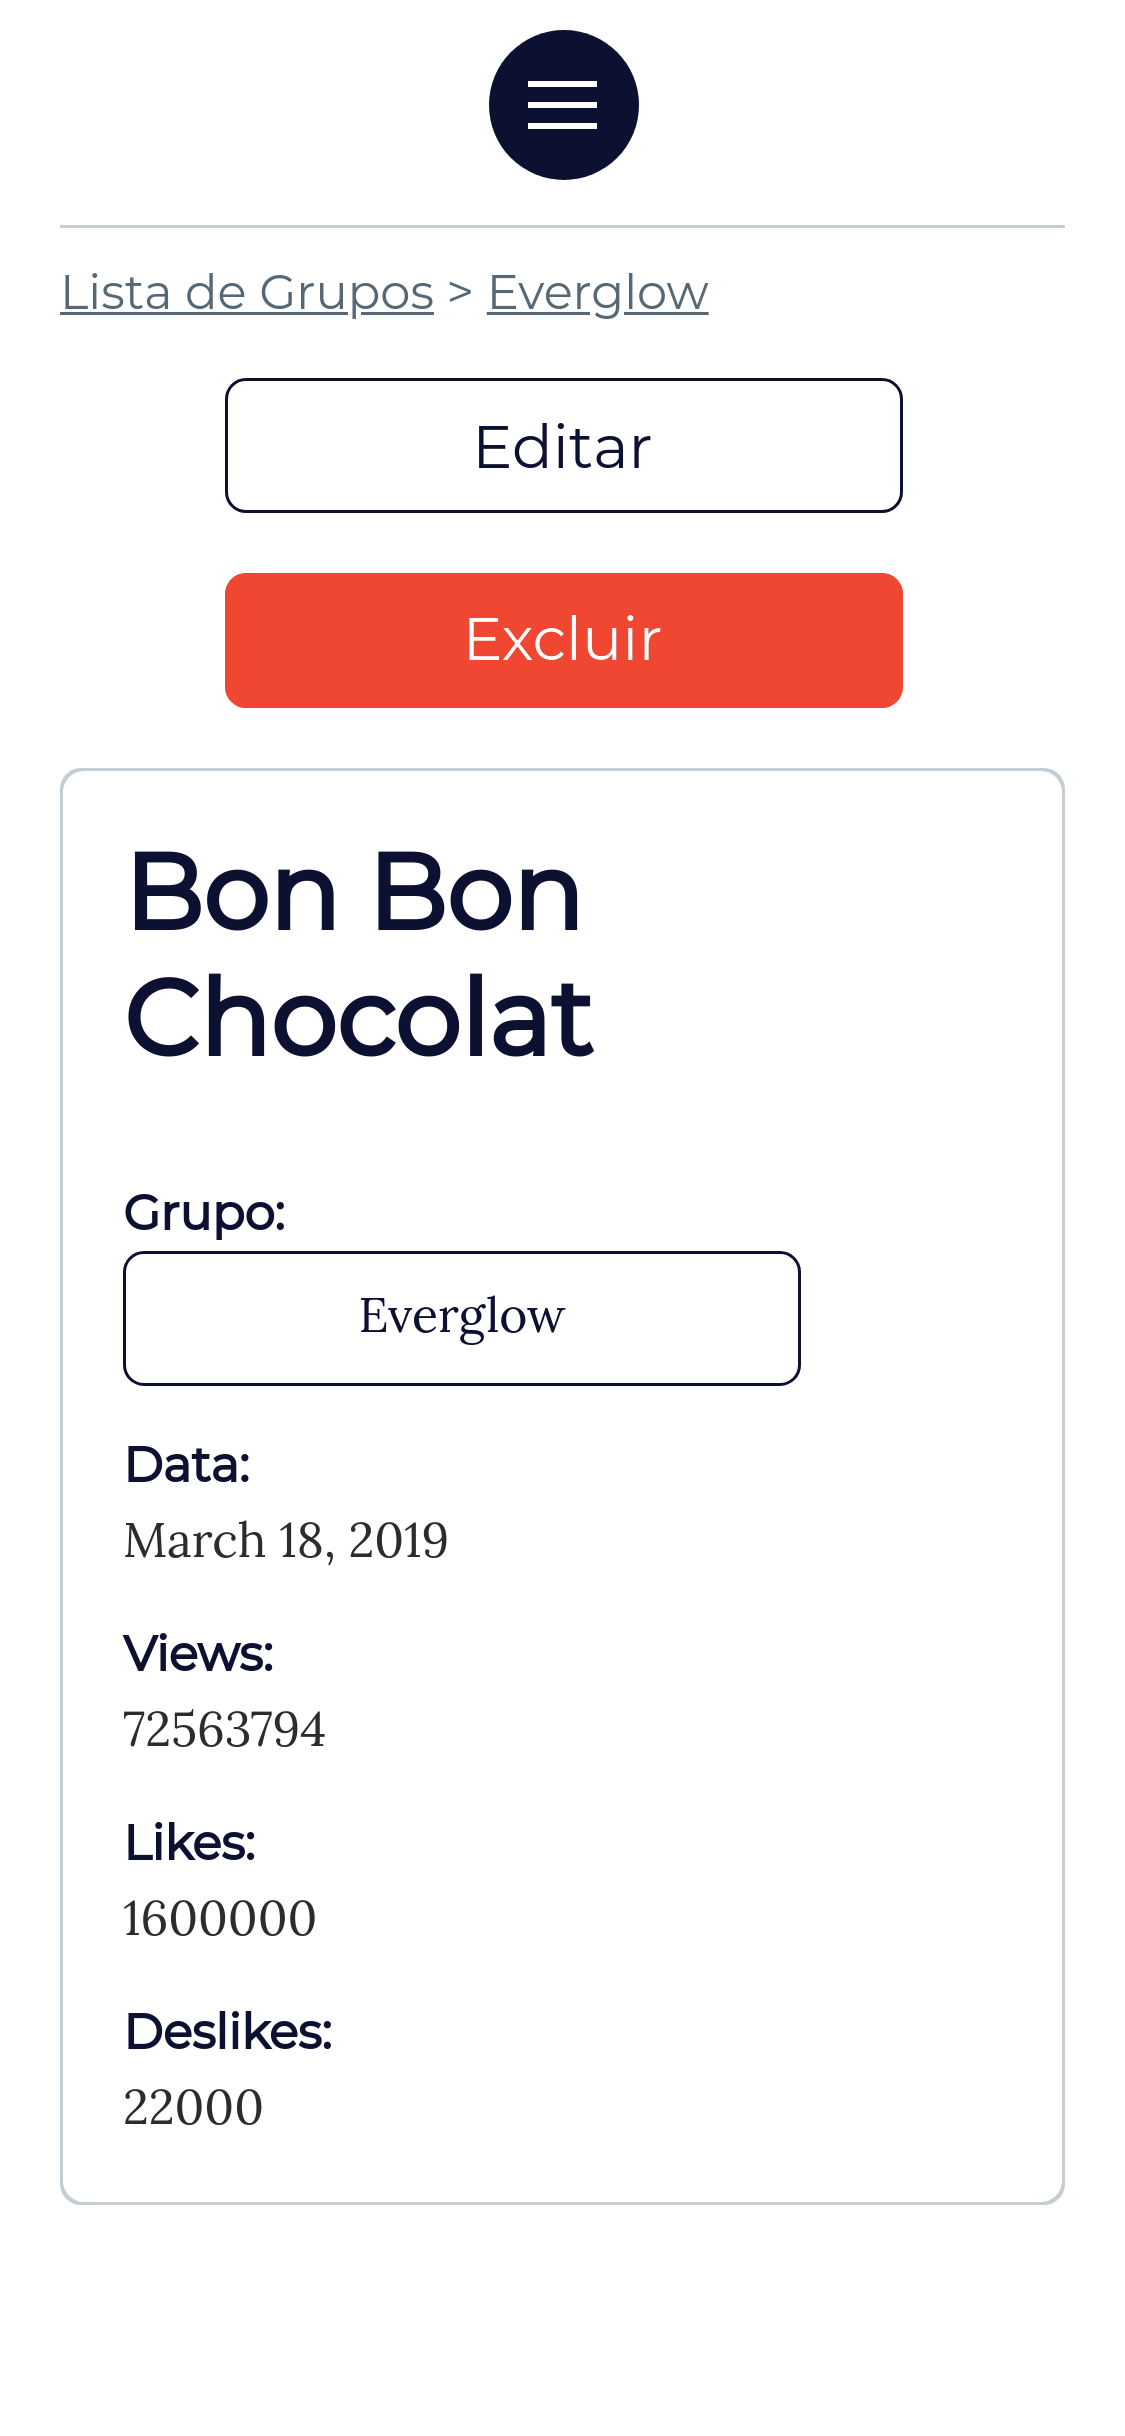 Lista de Grupos > Everglow
Editar
Excluir
Bon Bon
Chocolat
Grupo:
Everglow
Data:
March 18, 2019
Views:
72563794
Likes:
1600000
Deslikes:
22000